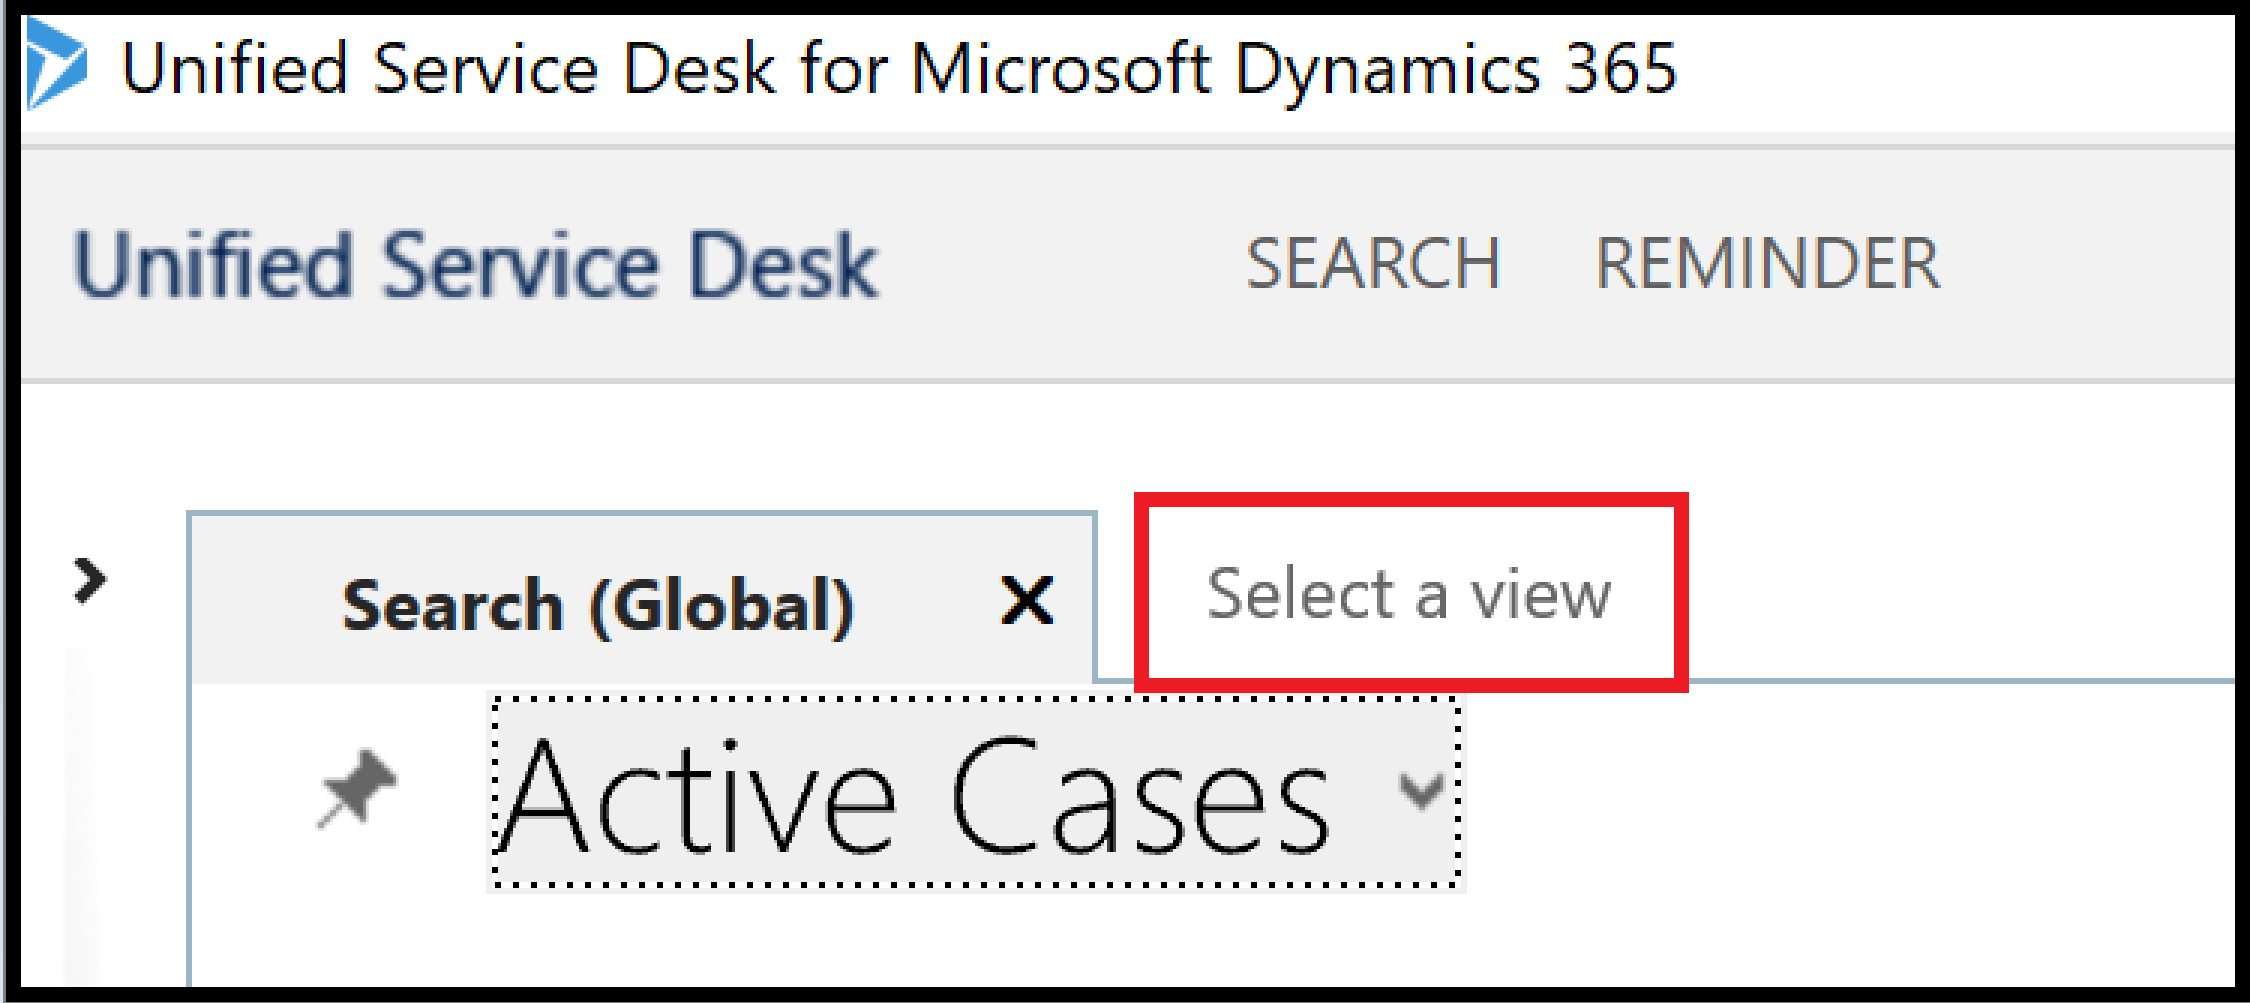 Unified Service Desk for Microsoft Dynamics 365
Unified Service Desk SEARCH REMINDER
Search (Global) Select a view
Active Cases